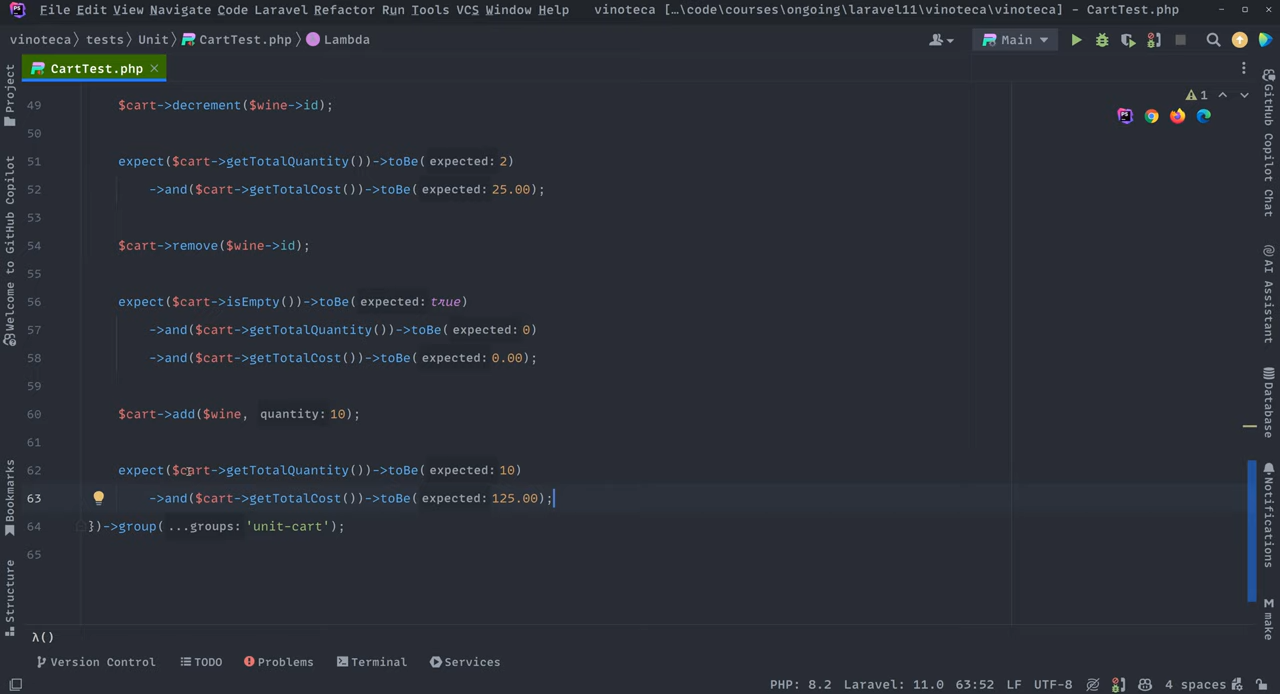 File Edit View Navigate Code Laravel Refactor Run Tools VCS Window Help vinoteca […\code\courses\ongoing\laravel11\vinoteca\vinoteca] - CartTest.php
vinoteca 〉 tests 〉 Unit 〉 CartTest.php 〉 Lambda
Main
CartTest.php
Project
Welcome to GitHub Copilot
Bookmarks
Structure
1
49 $cart->decrement($wine->id);
50
51 expect($cart->getTotalQuantity())->toBe( expected: 2)
52 ->and($cart->getTotalCost())->toBe( expected: 25.00);
53
54 $cart->remove($wine->id);
55
56 expect($cart->isEmpty())->toBe( expected: true)
57 ->and($cart->getTotalQuantity())->toBe( expected: 0)
58 ->and($cart->getTotalCost())->toBe( expected: 0.00);
59
60 $cart->add($wine, quantity: 10);
61
62 expect($cart->getTotalQuantity())->toBe( expected: 10)
63 ->and($cart->getTotalCost())->toBe( expected: 125.00);
64 })->group( ...groups: 'unit-cart');
65
GitHub Copilot Chat
AI Assistant
Database
Notifications
M make
λ()
Version Control TODO Problems Terminal Services
PHP: 8.2 Laravel: 11.0 63:52 LF UTF-8 4 spaces